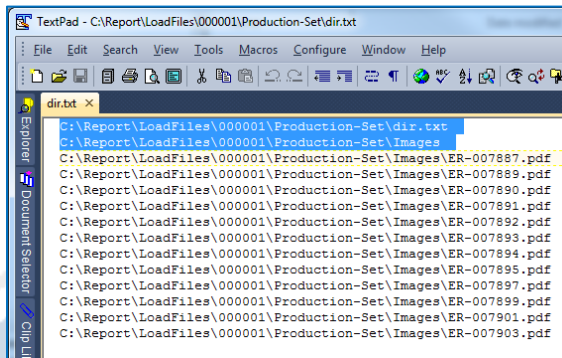 TextPad - C:\Report\LoadFiles\000001\Production-Set\dir.txt
File Edit Search View Tools Macros Configure Window Help
dir.txt
Explorer
Document Selector
Clip
C:\Report\LoadFiles\000001\Production-Set\dir.txt
C:\Report\LoadFiles\000001\Production-Set\Images
C:\Report\LoadFiles\000001\Production-Set\Images\ER-007887.pdf
C:\Report\LoadFiles\000001\Production-Set\Images\ER-007889.pdf
C:\Report\LoadFiles\000001\Production-Set\Images\ER-007890.pdf
C:\Report\LoadFiles\000001\Production-Set\Images\ER-007891.pdf
C:\Report\LoadFiles\000001\Production-Set\Images\ER-007892.pdf
C:\Report\LoadFiles\000001\Production-Set\Images\ER-007893.pdf
C:\Report\LoadFiles\000001\Production-Set\Images\ER-007894.pdf
C:\Report\LoadFiles\000001\Production-Set\Images\ER-007895.pdf
C:\Report\LoadFiles\000001\Production-Set\Images\ER-007897.pdf
C:\Report\LoadFiles\000001\Production-Set\Images\ER-007899.pdf
C:\Report\LoadFiles\000001\Production-Set\Images\ER-007901.pdf
C:\Report\LoadFiles\000001\Production-Set\Images\ER-007903.pdf